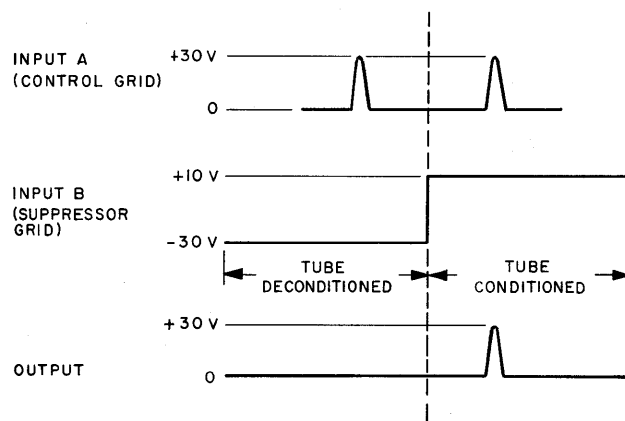 INPUT A
(CONTROL GRID)
+30 V
0
INPUT B
(SUPPRESSOR
GRID)
+10 V
-30 V
TUBE
DECONDITIONED
TUBE
CONDITIONED
OUTPUT
+30 V
0